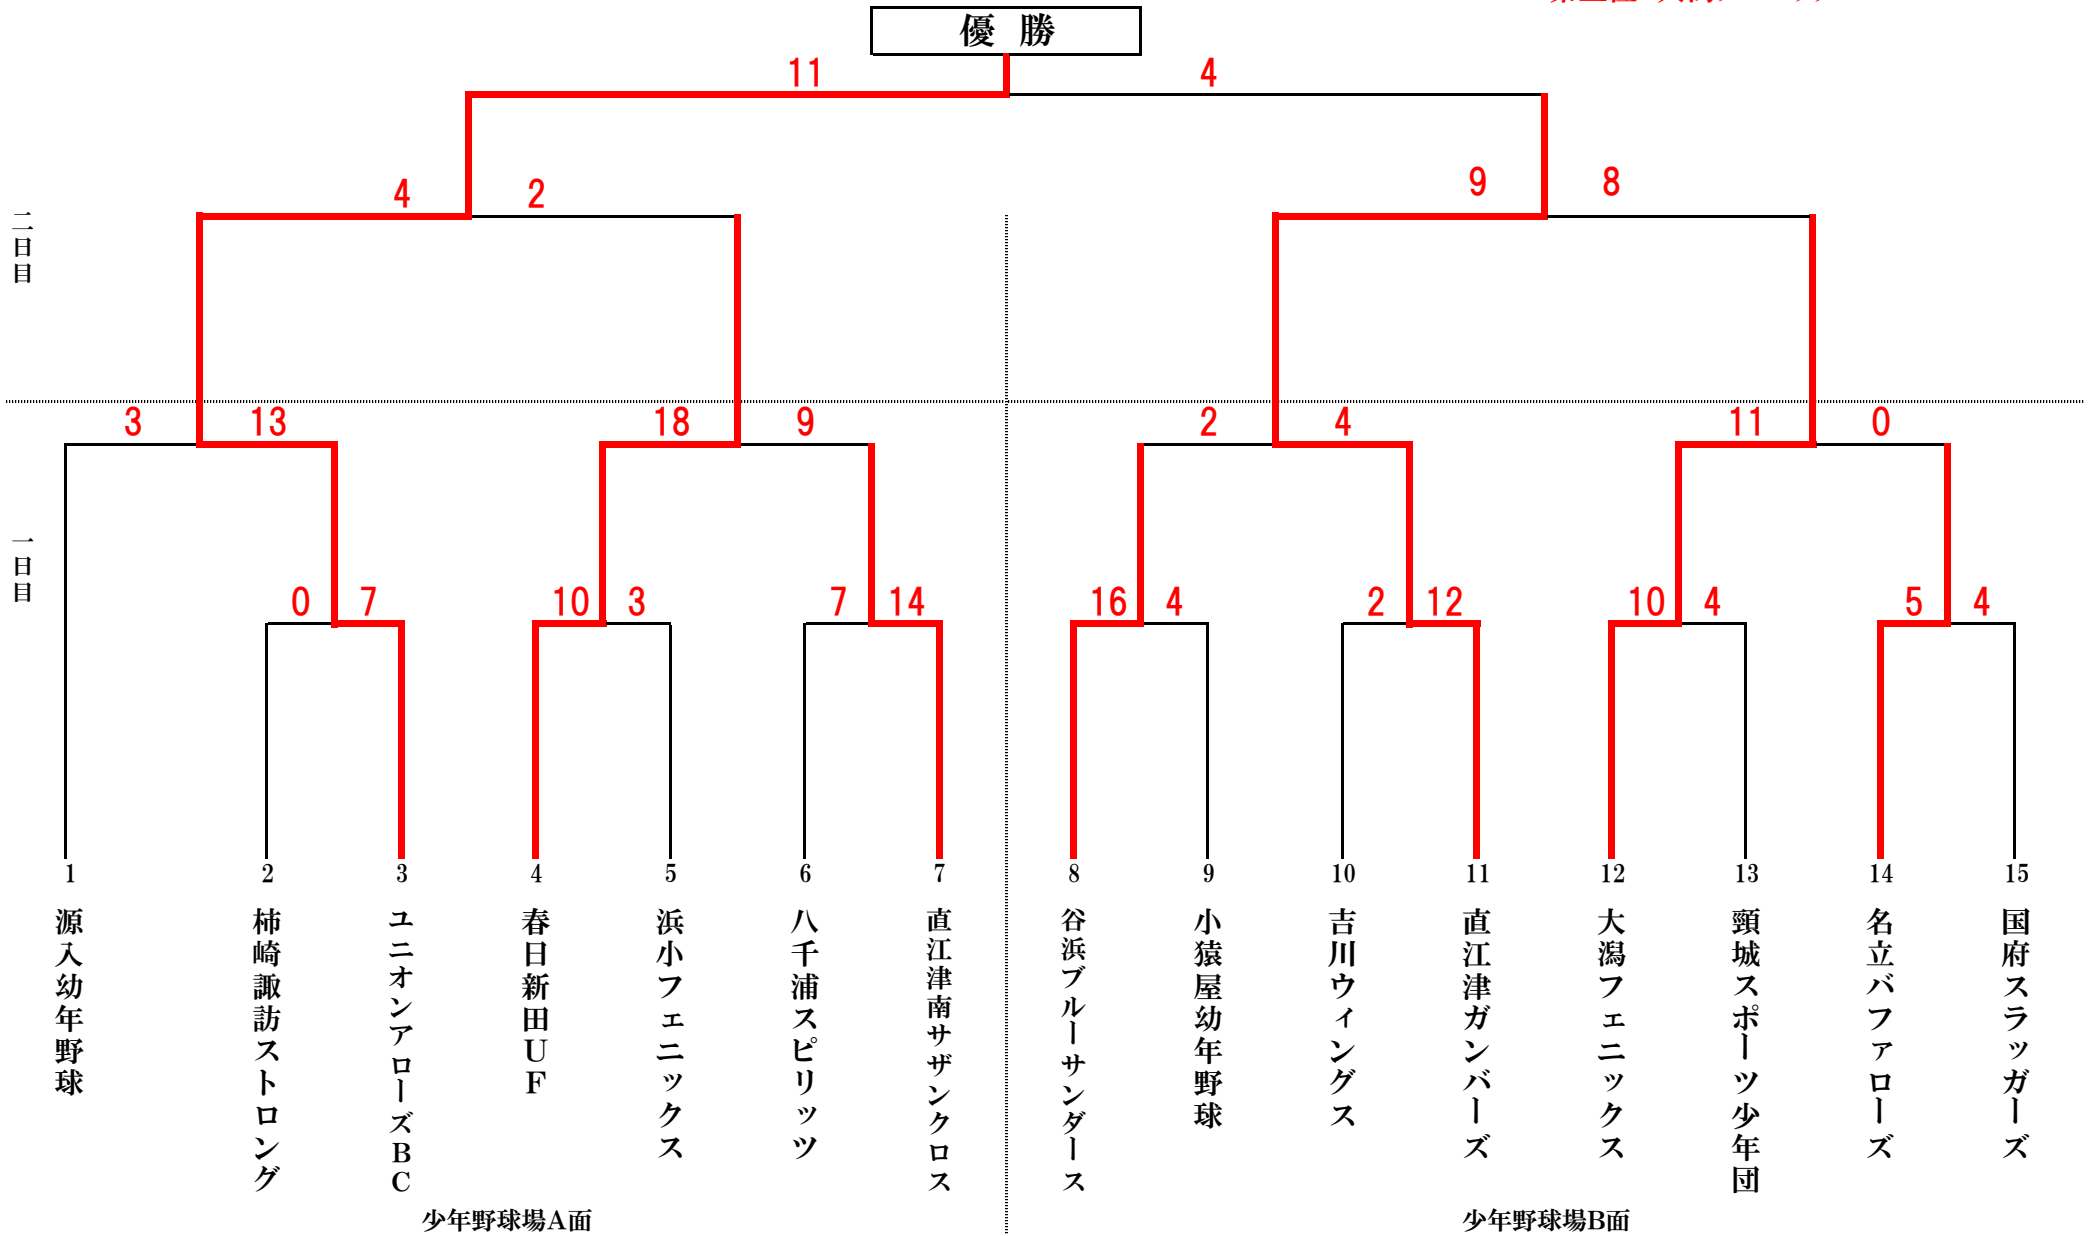 優 勝
11
4
4
2
9
8
二日目
3
13
18
9
2
4
11
0
一日目
0
7
10
3
7
14
16
4
2
12
10
4
5
4
1
2
3
4
5
6
7
8
9
10
11
12
13
14
15
源入幼年野球
柿崎諏訪ストロング
ユニオンアローズBC
春日新田UF
浜小フェニックス
八千浦スピリッツ
直江津南サザンクロス
谷浜ブルーサンダース
小猿屋幼年野球
吉川ウィングス
直江津ガンバーズ
大潟フェニックス
頸城スポーツ少年団
名立バファローズ
国府スラッガーズ
少年野球場A面
少年野球場B面